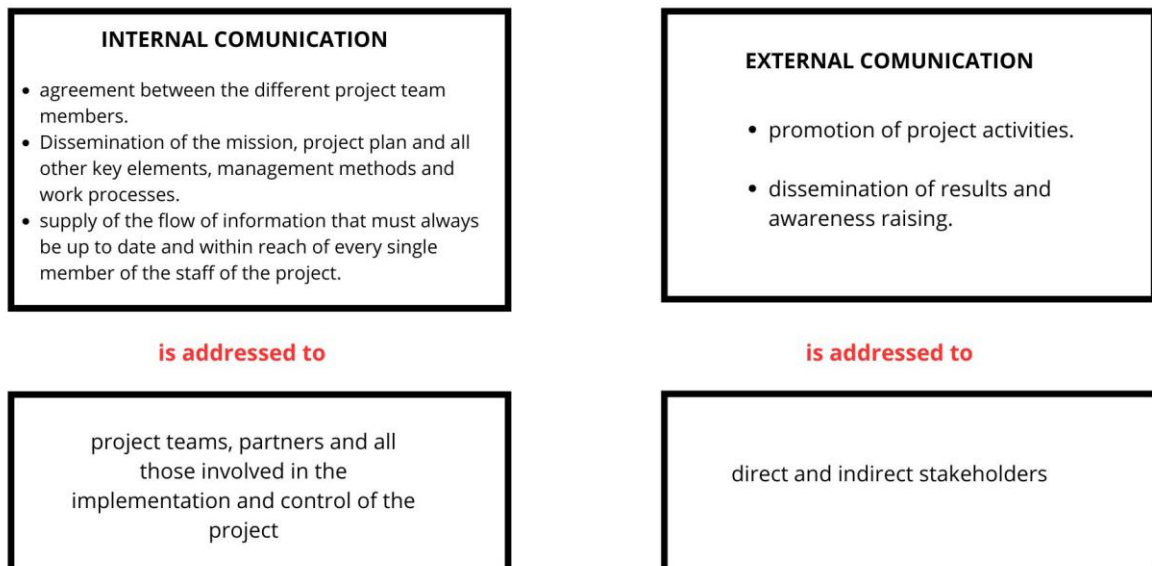 INTERNAL COMUNICATION
• agreement between the different project team
members.
• Dissemination of the mission, project plan and all
other key elements, management methods and
work processes.
• supply of the flow of information that must always
be up to date and within reach of every single
member of the staff of the project.
is addressed to
project teams, partners and all
those involved in the
implementation and control of the
project
EXTERNAL COMUNICATION
• promotion of project activities.
• dissemination of results and
awareness raising.
is addressed to
direct and indirect stakeholders